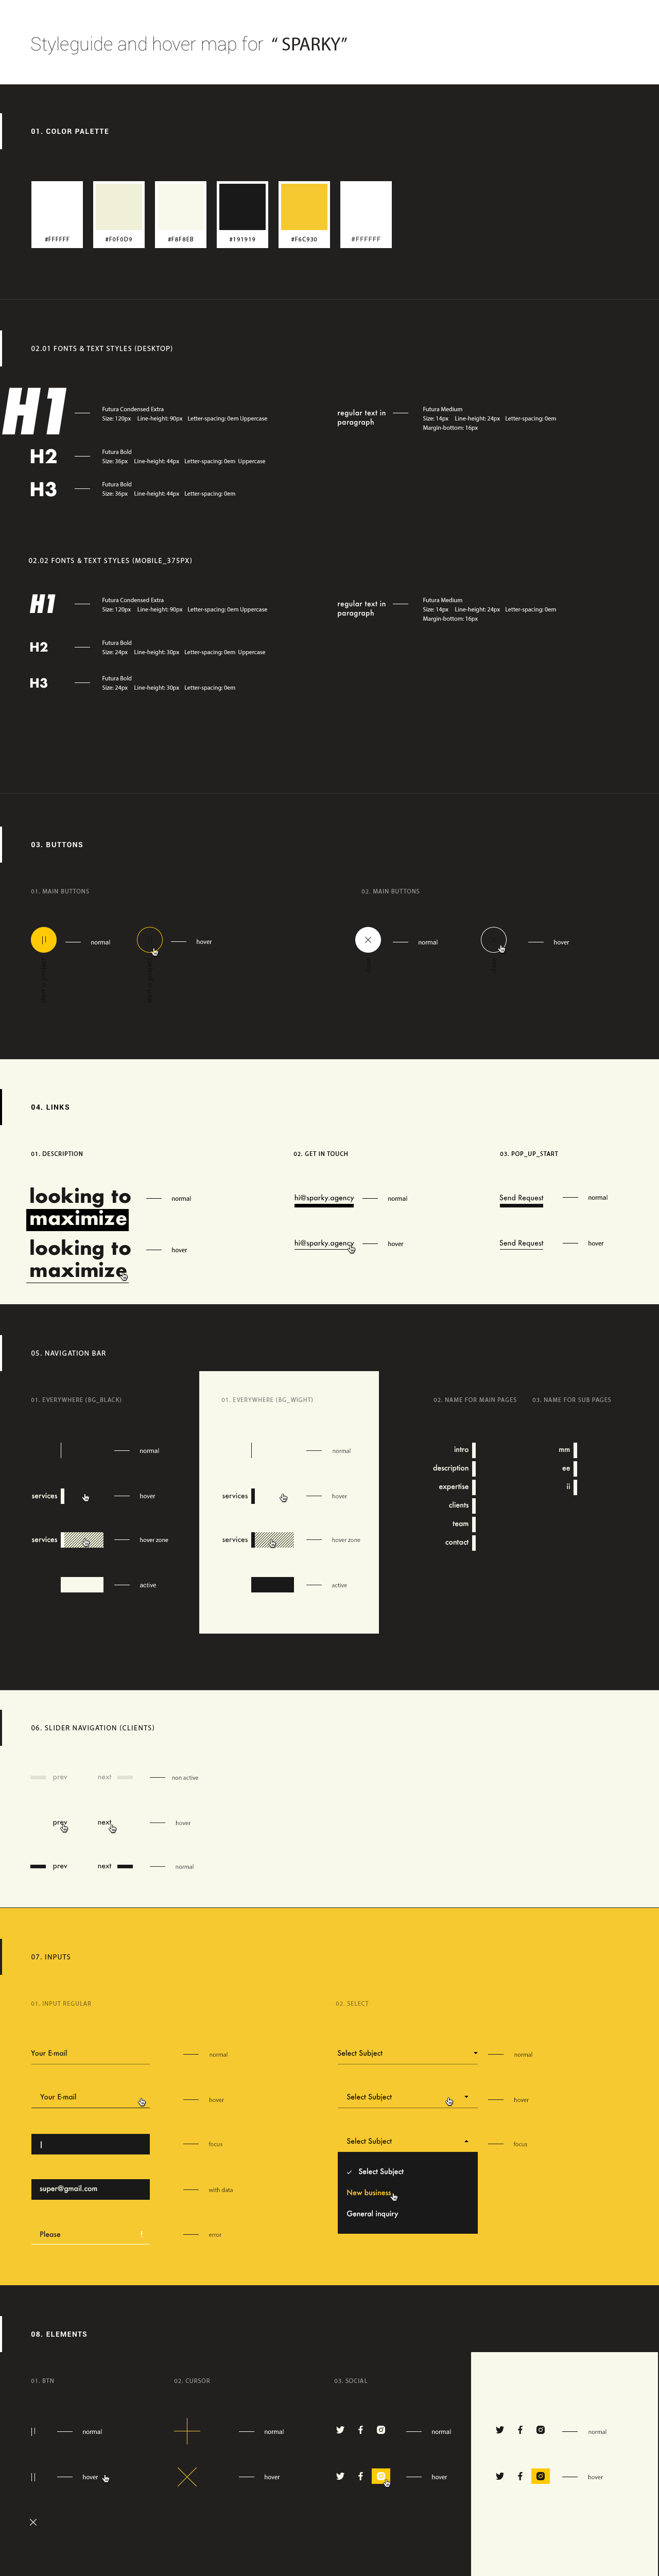 Styleguide and hover map for “ SPARKY”
01. COLOR PALETTE
#FFFFFF
#F0F0D9
#F8F8EB
#191919
#F6C930
#FFFFFF
02.01 FONTS & TEXT STYLES (DESKTOP)
H1
Futura Condensed Extra
Size: 120px Line-height: 90px Letter-spacing: 0em Uppercase
regular text in
paragraph
Futura Medium
Size: 14px Line-height: 24px Letter-spacing: 0em
Margin-bottom: 16px
H2
Futura Bold
Size: 36px Line-height: 44px Letter-spacing: 0em Uppercase
H3
Futura Bold
Size: 36px Line-height: 44px Letter-spacing: 0em
02.02 FONTS & TEXT STYLES (MOBILE_375PX)
H1
Futura Condensed Extra
Size: 120px Line-height: 90px Letter-spacing: 0em Uppercase
regular text in
paragraph
Futura Medium
Size: 14px Line-height: 24px Letter-spacing: 0em
Margin-bottom: 16px
H2
Futura Bold
Size: 24px Line-height: 30px Letter-spacing: 0em Uppercase
H3
Futura Bold
Size: 24px Line-height: 30px Letter-spacing: 0em
03. BUTTONS
01. MAIN BUTTONS
02. MAIN BUTTONS
normal
hover
normal
hover
04. LINKS
01. DESCRIPTION
02. GET IN TOUCH
03. POP_UP_START
looking to
maximize
normal
hi@sparky.agency
normal
Send Request
normal
looking to
maximize
hover
hi@sparky.agency
hover
Send Request
hover
05. NAVIGATION BAR
01. EVERYWHERE (BG_BLACK)
01. EVERYWHERE (BG_WIGHT)
02. NAME FOR MAIN PAGES
03. NAME FOR SUB PAGES
normal
services
hover
services
hover zone
active
normal
services
hover
services
hover zone
active
intro
description
expertise
clients
team
contact
mm
ee
ii
06. SLIDER NAVIGATION (CLIENTS)
prev next non active
prev next hover
prev next normal
07. INPUTS
01. INPUT REGULAR
02. SELECT
Your E-mail
normal
Select Subject
normal
Your E-mail
hover
Select Subject
hover
focus
Select Subject
focus
Select Subject
super@gmail.com
with data
New business
General inquiry
Please !
error
08. ELEMENTS
01. BTN
02. CURSOR
03. SOCIAL
normal
normal
normal
normal
hover
hover
hover
hover